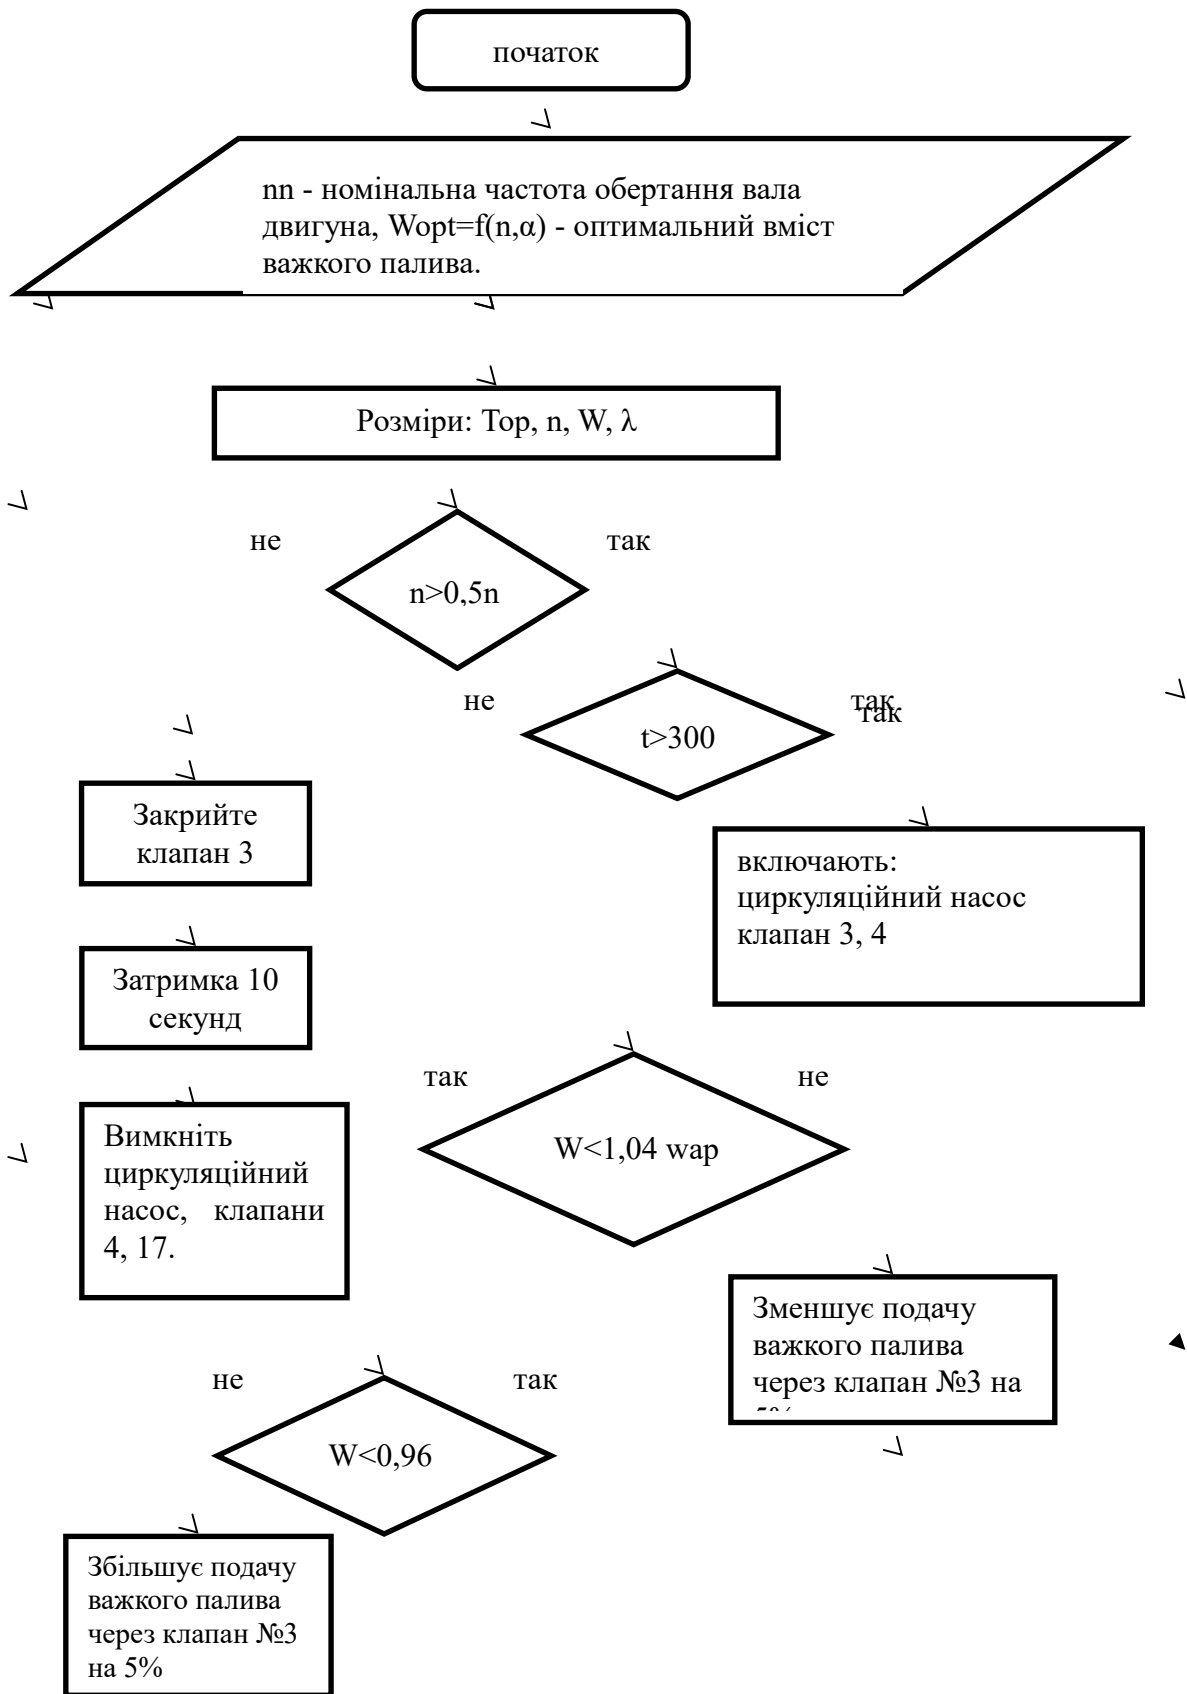 початок
nn - номінальна частота обертання вала
двигуна, Wopt=f(n,α) - оптимальний вміст
важкого палива.
Розміри: Top, n, W, λ
не
так
n>0,5n
не
так
так
t>300
Закрийте
клапан 3
включають:
циркуляційний насос
клапан 3, 4
Затримка 10
секунд
так
не
W<1,04 wap
Вимкніть
циркуляційний
насос, клапани
4, 17.
Зменшує подачу
важкого палива
через клапан №3 на
не
так
W<0,96
Збільшує подачу
важкого палива
через клапан №3
на 5%